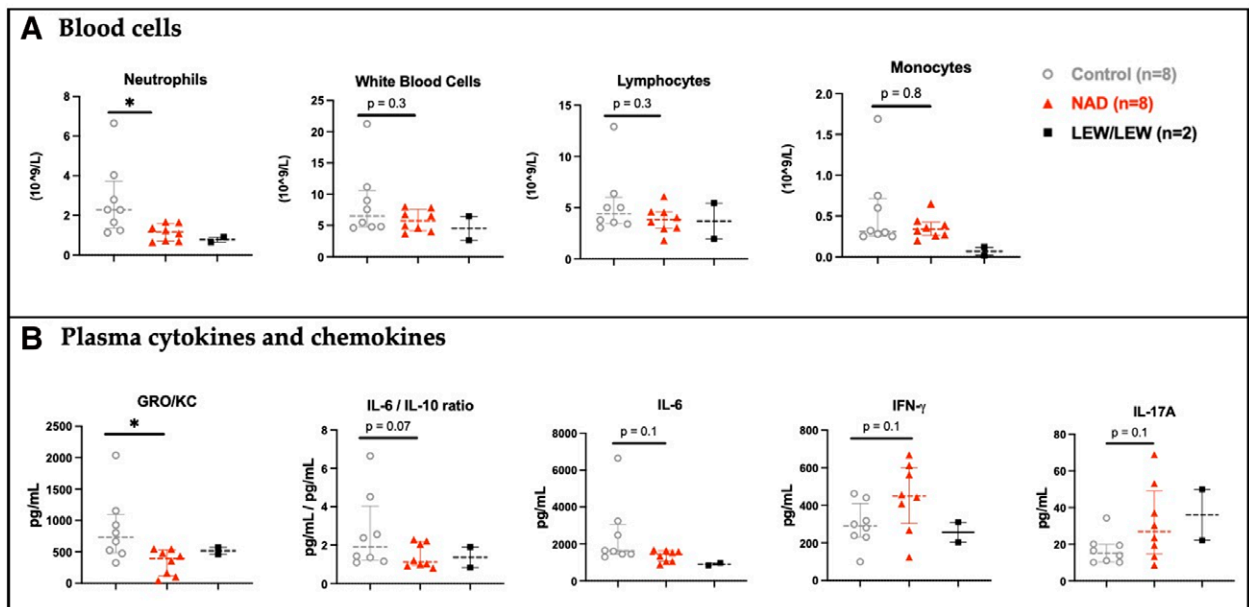 A Blood cells
Neutrophils
(10^9/L)
8
6
4
2
0
*
White Blood Cells
(10^9/L)
25
20
15
10
5
0
p = 0.3
Lymphocytes
(10^9/L)
15
10
5
0
p = 0.3
Monocytes
(10^9/L)
2.0
1.5
1.0
0.5
0.0
p = 0.8
Control (n=8)
NAD (n=8)
LEW/LEW (n=2)
B Plasma cytokines and chemokines
GRO/KC
pg/mL
2500
2000
1500
1000
500
0
*
IL-6 / IL-10 ratio
pg/mL / pg/mL
8
6
4
2
0
p = 0.07
IL-6
pg/mL
8000
6000
4000
2000
0
p = 0.1
IFN-γ
pg/mL
800
600
400
200
0
p = 0.1
IL-17A
pg/mL
80
60
40
20
0
p = 0.1